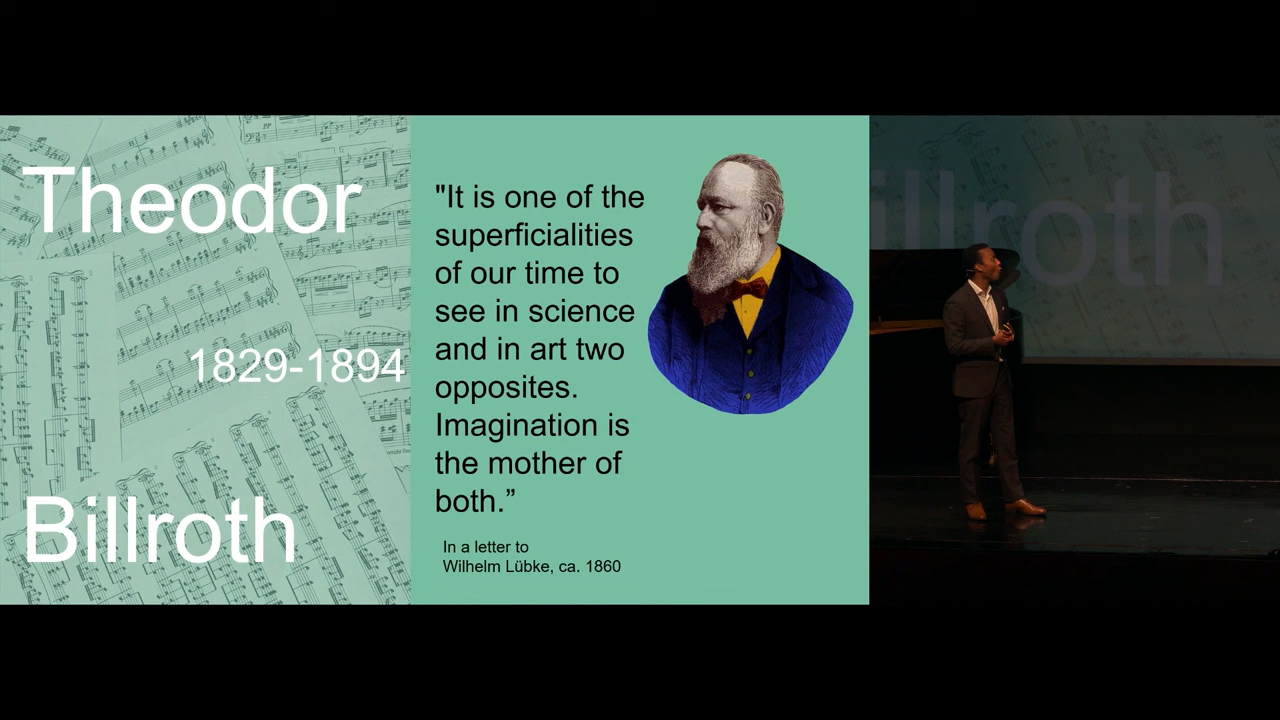 Theodor
1829-1894
Billroth
"It is one of the
superficialities
of our time to
see in science
and in art two
opposites.
Imagination is
the mother of
both.”
In a letter to
Wilhelm Lübke, ca. 1860
illroth